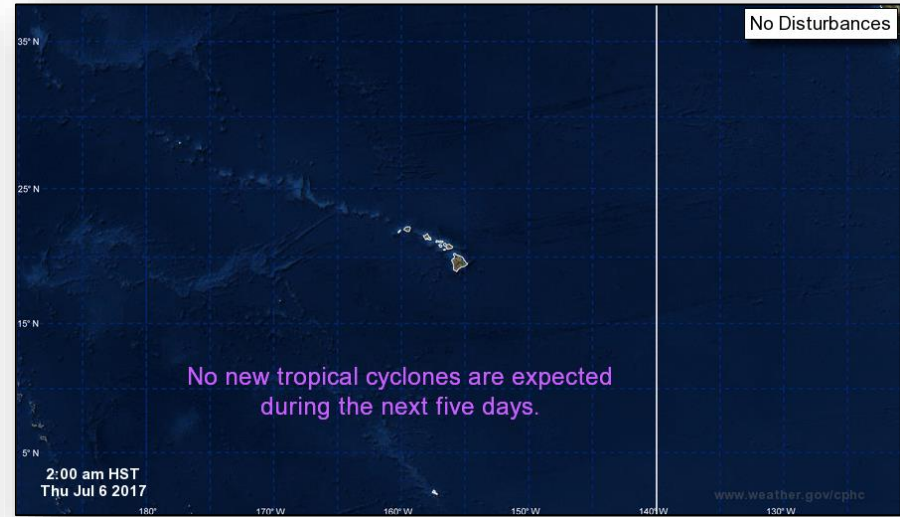 No Disturbances
35° N
25° N
15° N
No new tropical cyclones are expected
during the next five days.
5° N
2:00 am HST
Thu Jul 6 2017
www.weather.gov/cphc
180° 170° W 160° W 150° W 140° W 130° W